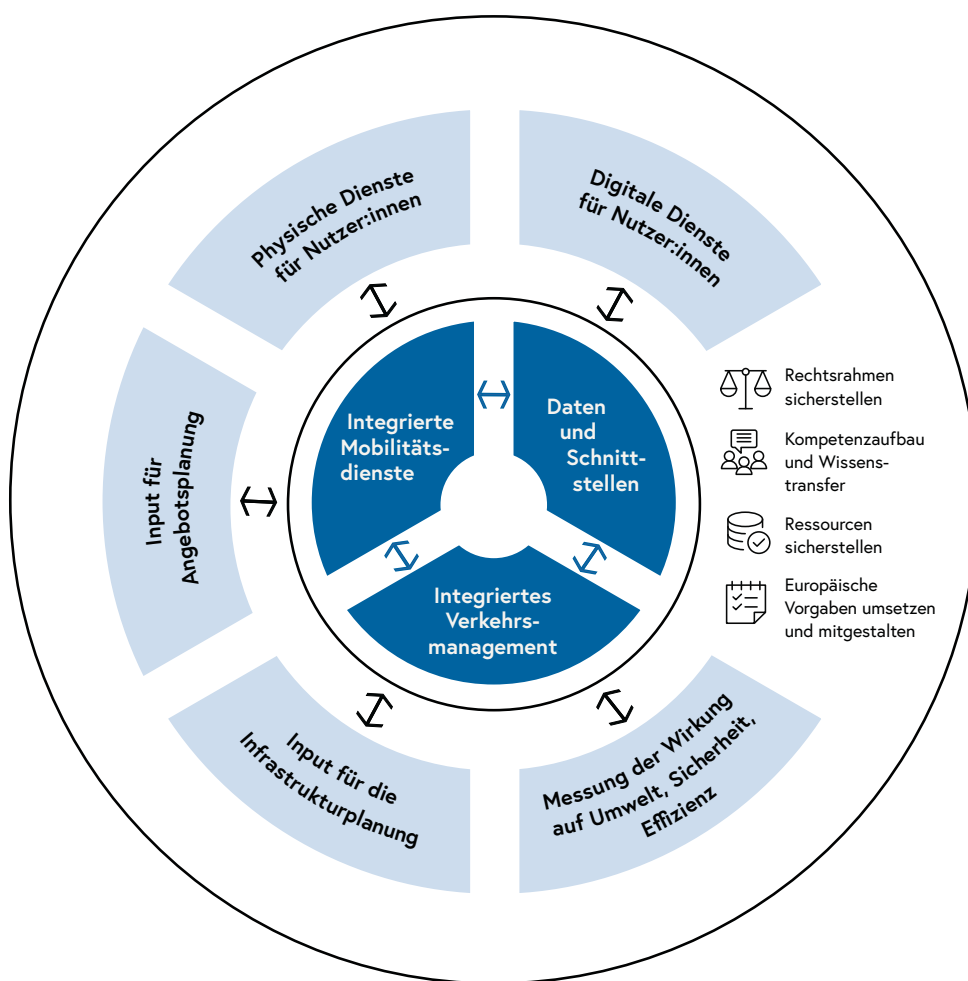 Physische Dienste
für Nutzer:innen
Digitale Dienste
für Nutzer:innen
Integrierte
Mobilitäts-
dienste
Daten
und
Schnitt-
stellen
Integriertes
Verkehrs-
management
Input für
Angebotsplanung
Rechtsrahmen
sicherstellen
Kompetenzaufbau
und Wissens-
transfer
Ressourcen
sicherstellen
Europäische
Vorgaben umsetzen
und mitgestalten
Input für die
Infrastrukturplanung
Messung der Wirkung
auf Umwelt, Sicherheit,
Effizienz